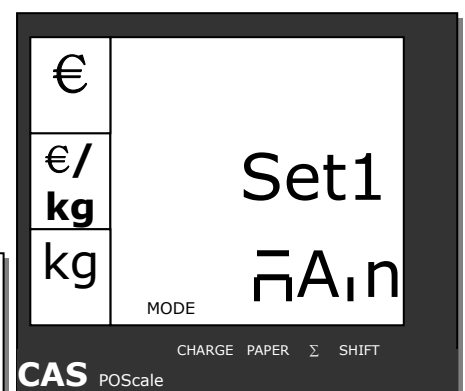 €
€/
kg
Set1
kg
MAin
MODE
CHARGE PAPER Σ SHIFT
CAS POScale